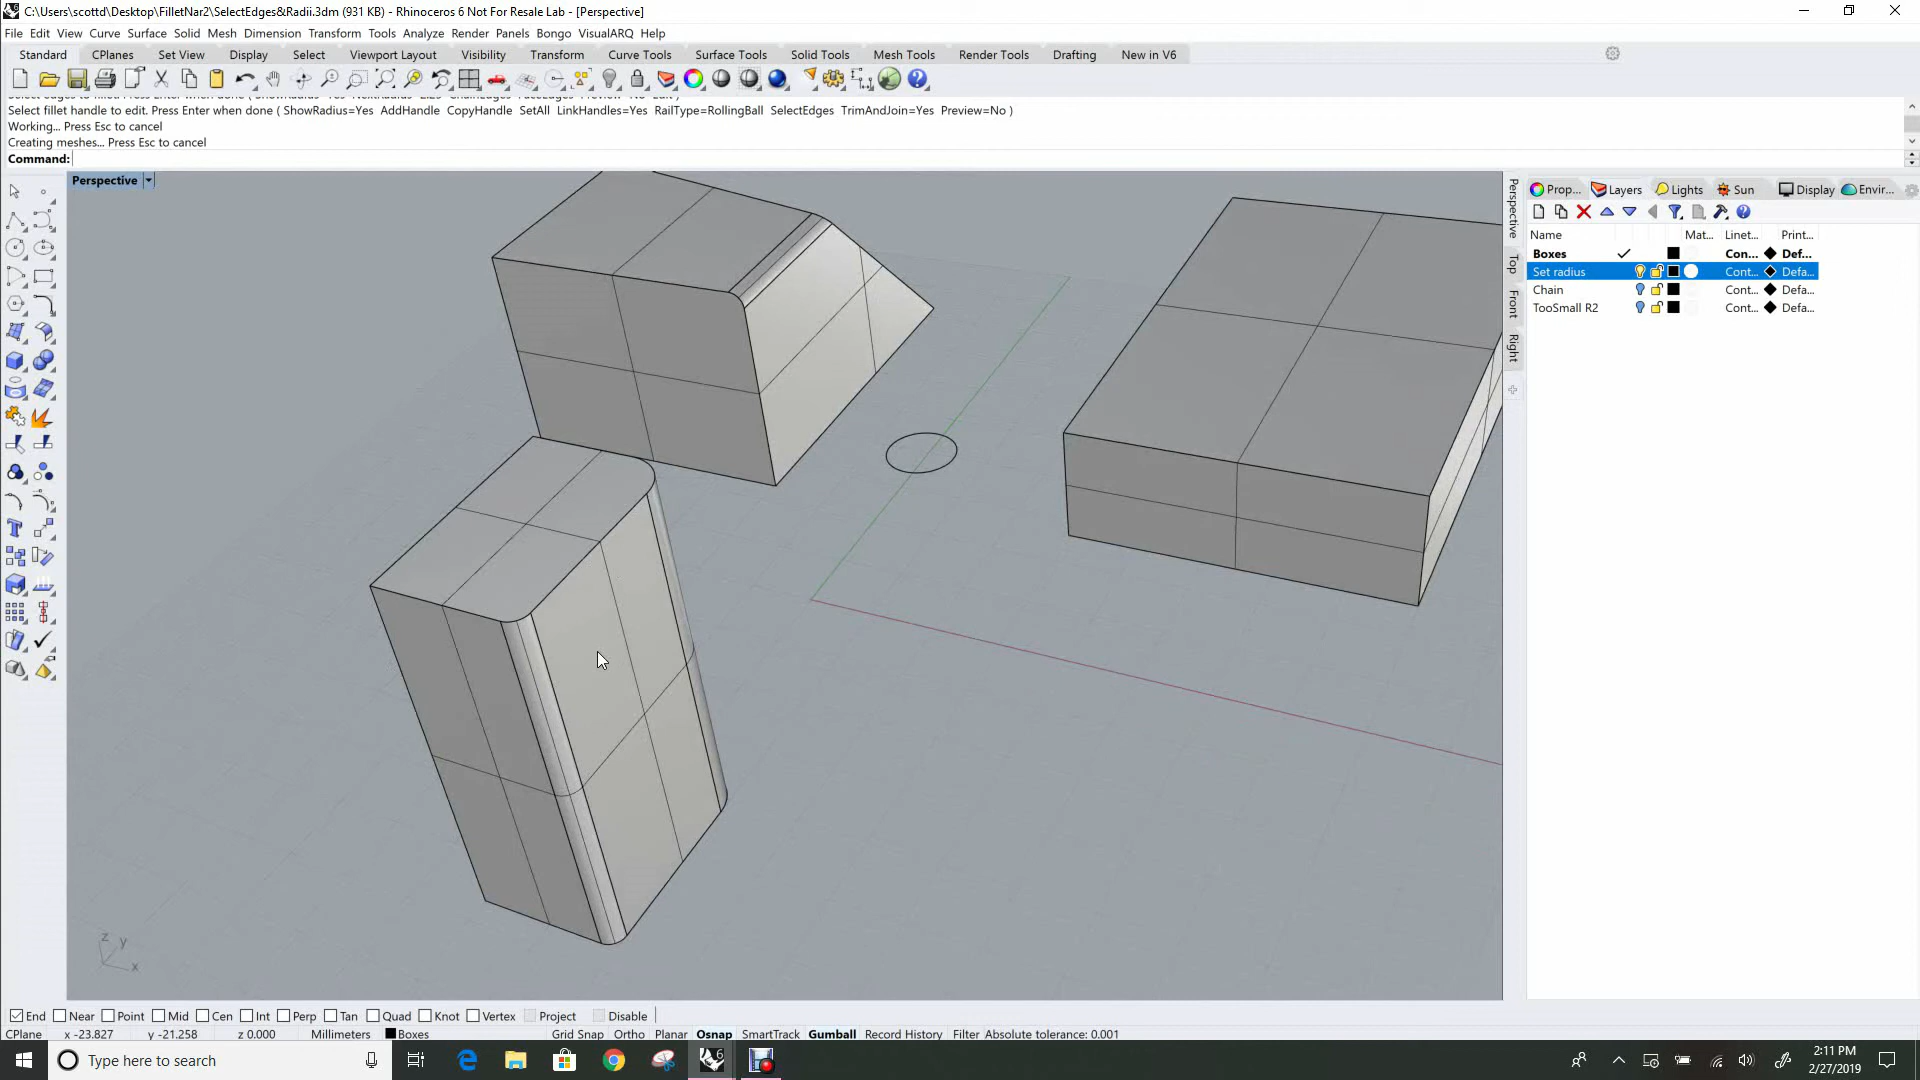 C:\Users\scottd\Desktop\FilletNar2\SelectEdges&Radii.3dm (931 KB) - Rhinoceros 6 Not For Resale Lab - [Perspective]
File Edit View Curve Surface Solid Mesh Dimension Transform Tools Analyze Render Panels Bongo VisualARQ Help
Standard CPlanes Set View Display Select Viewport Layout Visibility Transform Curve Tools Surface Tools Solid Tools Mesh Tools Render Tools Drafting New in V6
Select fillet handle to edit. Press Enter when done ( ShowRadius=Yes AddHandle CopyHandle SetAll LinkHandles=Yes RailType=RollingBall SelectEdges TrimAndJoin=Yes Preview=No )
Working... Press Esc to cancel
Creating meshes... Press Esc to cancel
Command:
Perspective
Perspective
Top
Front
Right
Prop... Layers Lights Sun Display Envir...
Name Mat... Linet... Print...
Boxes Con... Def...
Set radius Cont... Defa...
Chain Cont... Defa...
TooSmall R2 Cont... Defa...
z y x
End Near Point Mid Cen Int Perp Tan Quad Knot Vertex Project Disable
CPlane x -23.827 y -21.258 z 0.000 Millimeters Boxes Grid Snap Ortho Planar Osnap SmartTrack Gumball Record History Filter Absolute tolerance: 0.001
Type here to search
2:11 PM
2/27/2019